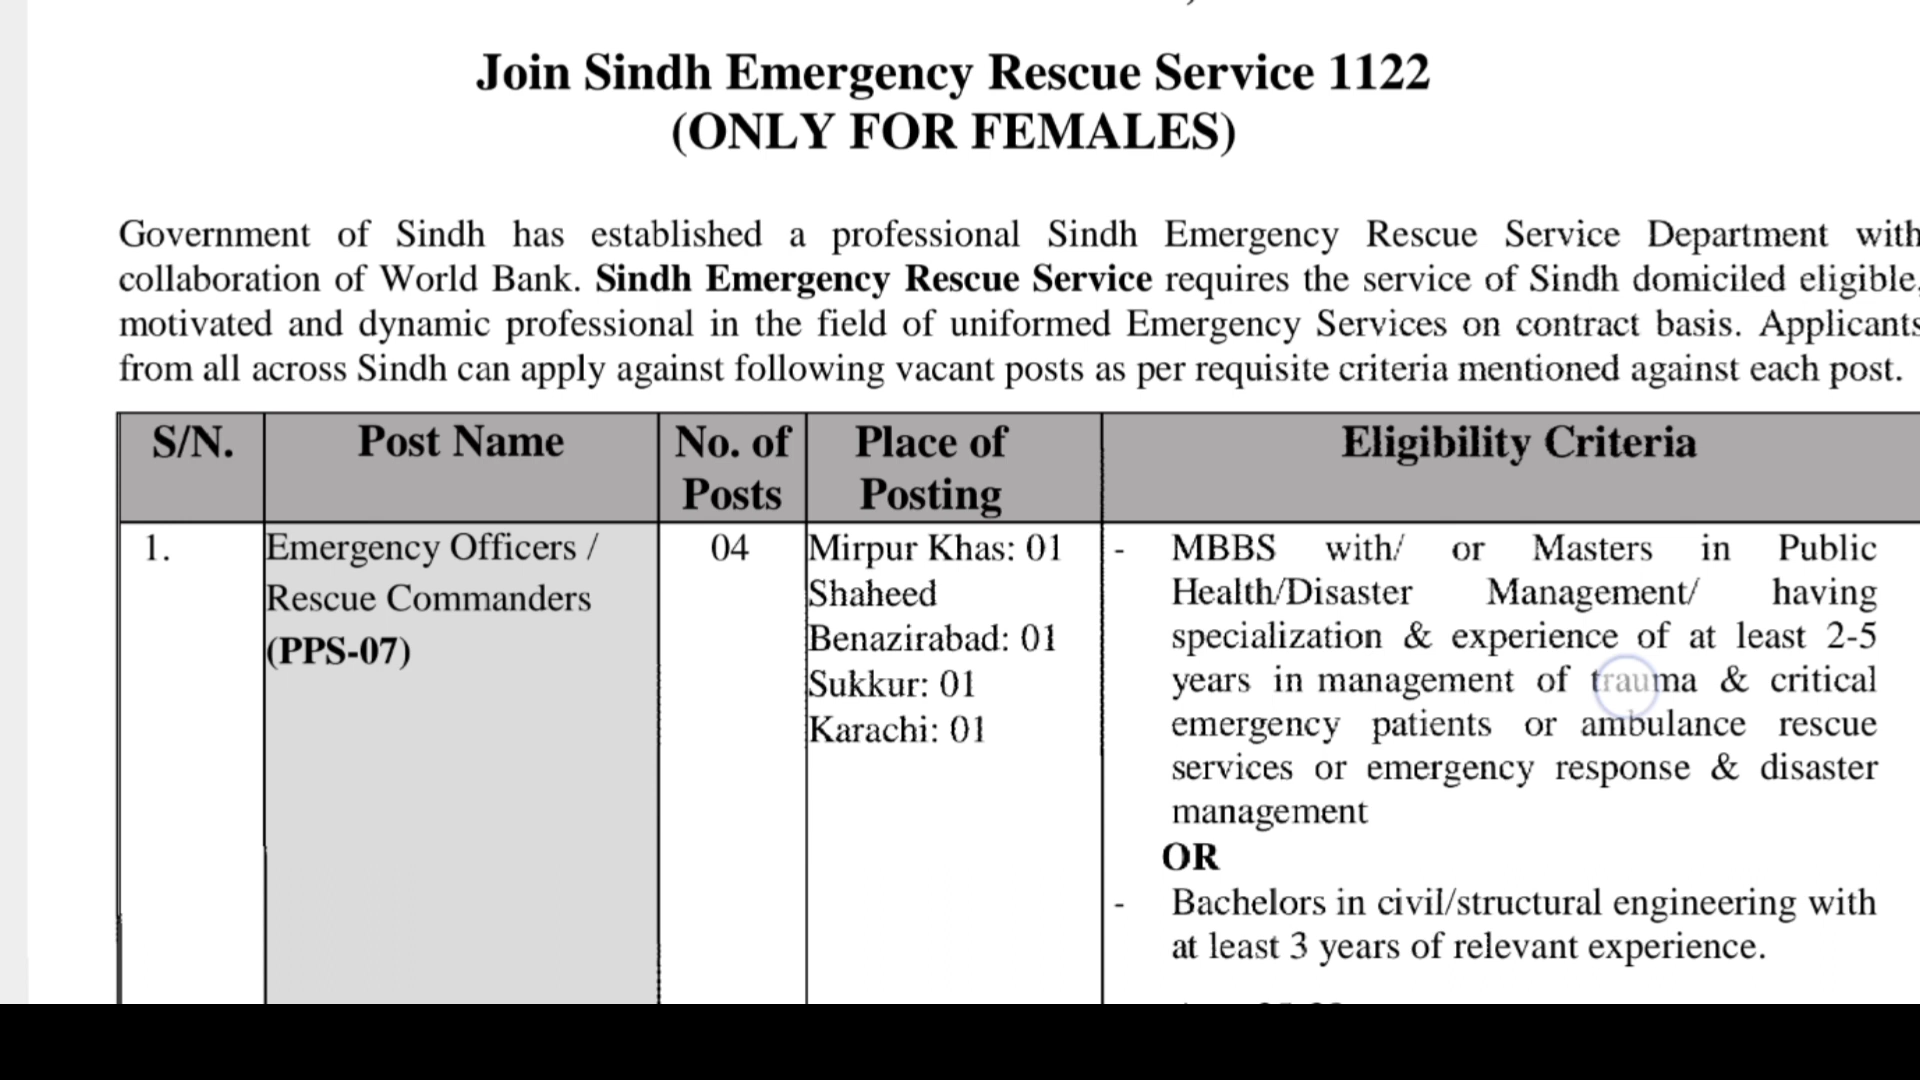 Join Sindh Emergency Rescue Service 1122
(ONLY FOR FEMALES)
Government of Sindh has established a professional Sindh Emergency Rescue Service Department with
collaboration of World Bank. Sindh Emergency Rescue Service requires the service of Sindh domiciled eligible,
motivated and dynamic professional in the field of uniformed Emergency Services on contract basis. Applicants
from all across Sindh can apply against following vacant posts as per requisite criteria mentioned against each post.
S/N.
Post Name
No. of
Posts
Place of
Posting
Eligibility Criteria
1.
Emergency Officers /
Rescue Commanders
(PPS-07)
04
Mirpur Khas: 01
Shaheed
Benazirabad: 01
Sukkur: 01
Karachi: 01
- MBBS with/ or Masters in Public
Health/Disaster Management/ having
specialization & experience of at least 2-5
years in management of trauma & critical
emergency patients or ambulance rescue
services or emergency response & disaster
management
OR
- Bachelors in civil/structural engineering with
at least 3 years of relevant experience.